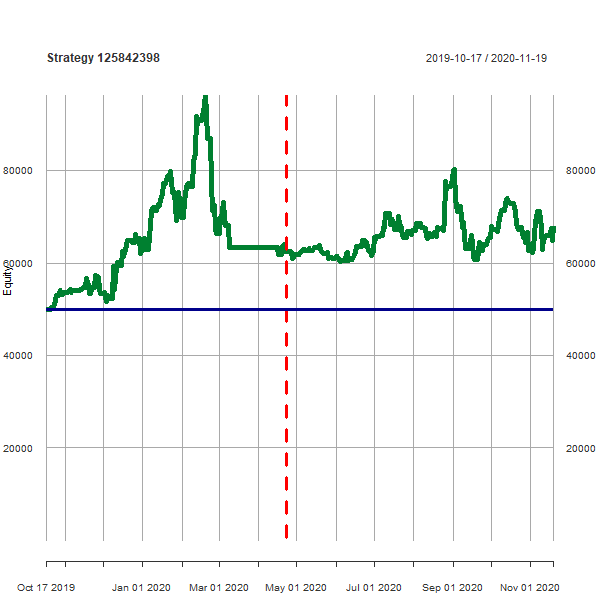 Strategy 125842398
2019-10-17 / 2020-11-19
80000
80000
60000
60000
Equity
40000
40000
20000
20000
Oct 17 2019
Jan 01 2020
Mar 01 2020
May 01 2020
Jul 01 2020
Sep 01 2020
Nov 01 2020